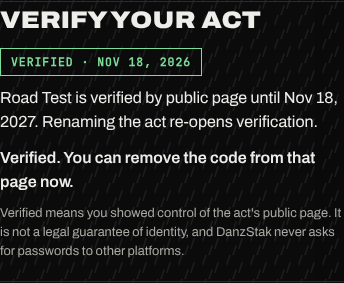 VERIFY YOUR ACT
VERIFIED · NOV 18, 2026
Road Test is verified by public page until Nov 18,
2027. Renaming the act re-opens verification.
Verified. You can remove the code from that
page now.
Verified means you showed control of the act's public page. It
is not a legal guarantee of identity, and DanzStak never asks
for passwords to other platforms.